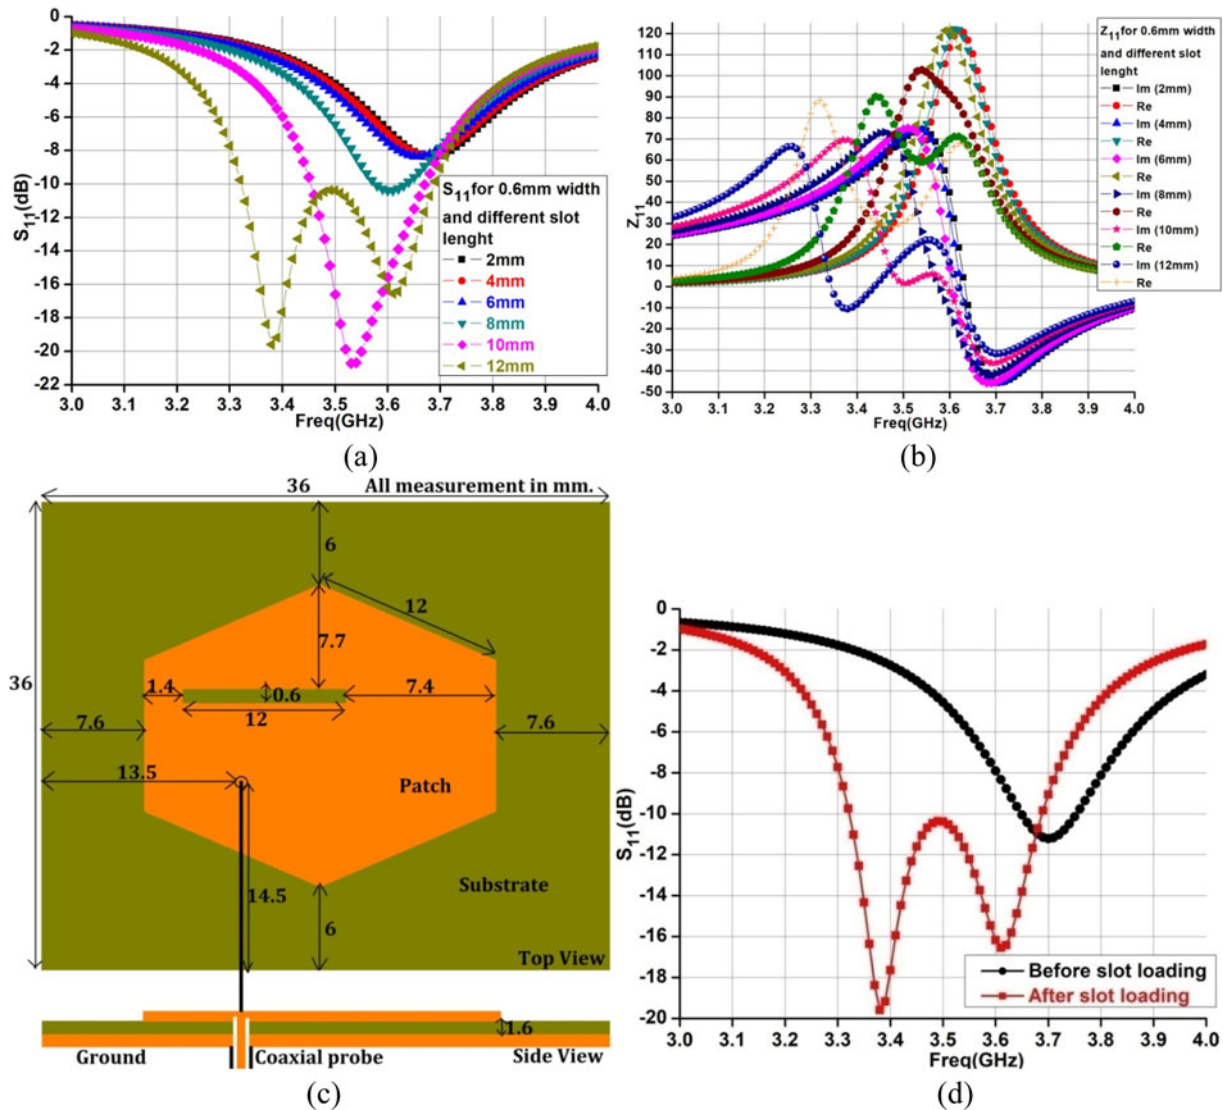 0
-2
-4
-6
-8
-10
-12
-14
-16
-18
-20
22
S11(dB)
S11 for 0.6mm width
and different slot
lenght
2mm
4mm
6mm
8mm
10mm
12mm
3.0 3.1 3.2 3.3 3.4 3.5 3.6 3.7 3.8 3.9 4.0
Freq(GHz)
(a)
120
110
100
90
80
70
60
50
40
30
20
10
0
-10
-20
-30
-40
-50
Z11
Z11for 0.6mm width
and different slot
lenght
Im (2mm)
Re
Im (4mm)
Re
Im (6mm)
Re
Im (8mm)
Re
Im (10mm)
Re
Im (12mm)
Re
3.0 3.1 3.2 3.3 3.4 3.5 3.6 3.7 3.8 3.9 4.0
Freq(GHz)
(b)
36 All measurement in mm.
6
12
7.7
36
1.4 0.6 7.4
12
7.6 7.6
13.5
Patch
14.5
Substrate
6
Top View
1.6
Ground Coaxial probe Side View
(c)
0
-2
-4
-6
-8
-10
-12
-14
-16
-18
-20
S11(dB)
Before slot loading
After slot loading
3.0 3.1 3.2 3.3 3.4 3.5 3.6 3.7 3.8 3.9 4.0
Freq(GHz)
(d)